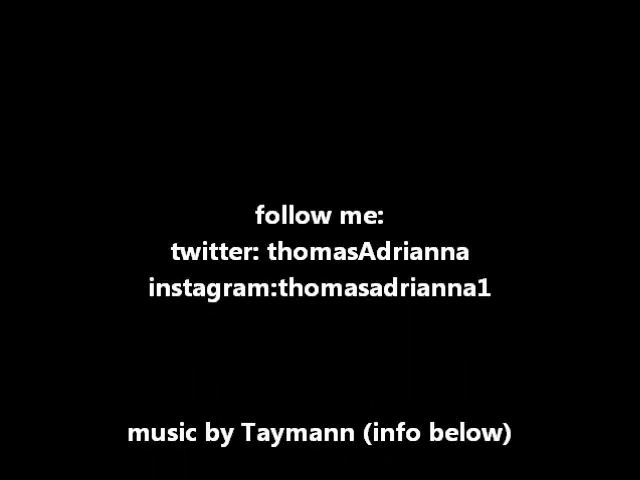 follow me:
twitter: thomasAdrianna
instagram:thomasadrianna1
music by Taymann (info below)